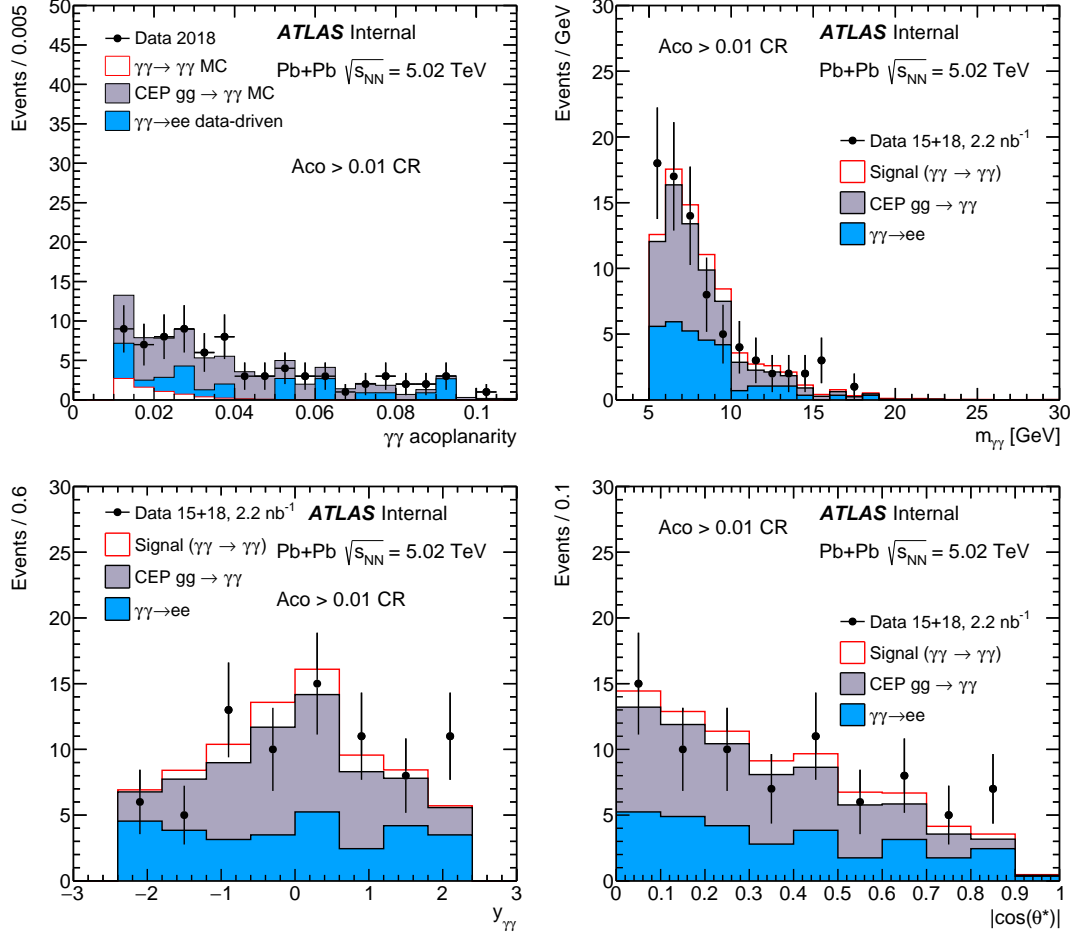 Events / 0.005
50
45
40
35
30
25
20
15
10
5
0
Data 2018
γγ→ γγ MC
CEP gg → γγ MC
γγ→ee data-driven
ATLAS Internal
Pb+Pb √s_NN = 5.02 TeV
Aco > 0.01 CR
0 0.02 0.04 0.06 0.08 0.1
γγ acoplanarity
Events / GeV
30
25
20
15
10
5
0
Aco > 0.01 CR
ATLAS Internal
Pb+Pb √s_NN = 5.02 TeV
Data 15+18, 2.2 nb⁻¹
Signal (γγ → γγ)
CEP gg → γγ
γγ→ee
5 10 15 20 25 30
m_γγ [GeV]
Events / 0.6
30
25
20
15
10
5
0
Data 15+18, 2.2 nb⁻¹
Signal (γγ → γγ)
CEP gg → γγ
γγ→ee
ATLAS Internal
Pb+Pb √s_NN = 5.02 TeV
Aco > 0.01 CR
−3 −2 −1 0 1 2 3
y_γγ
Events / 0.1
30
25
20
15
10
5
0
Aco > 0.01 CR
ATLAS Internal
Pb+Pb √s_NN = 5.02 TeV
Data 15+18, 2.2 nb⁻¹
Signal (γγ → γγ)
CEP gg → γγ
γγ→ee
0 0.1 0.2 0.3 0.4 0.5 0.6 0.7 0.8 0.9 1
|cos(θ*)|